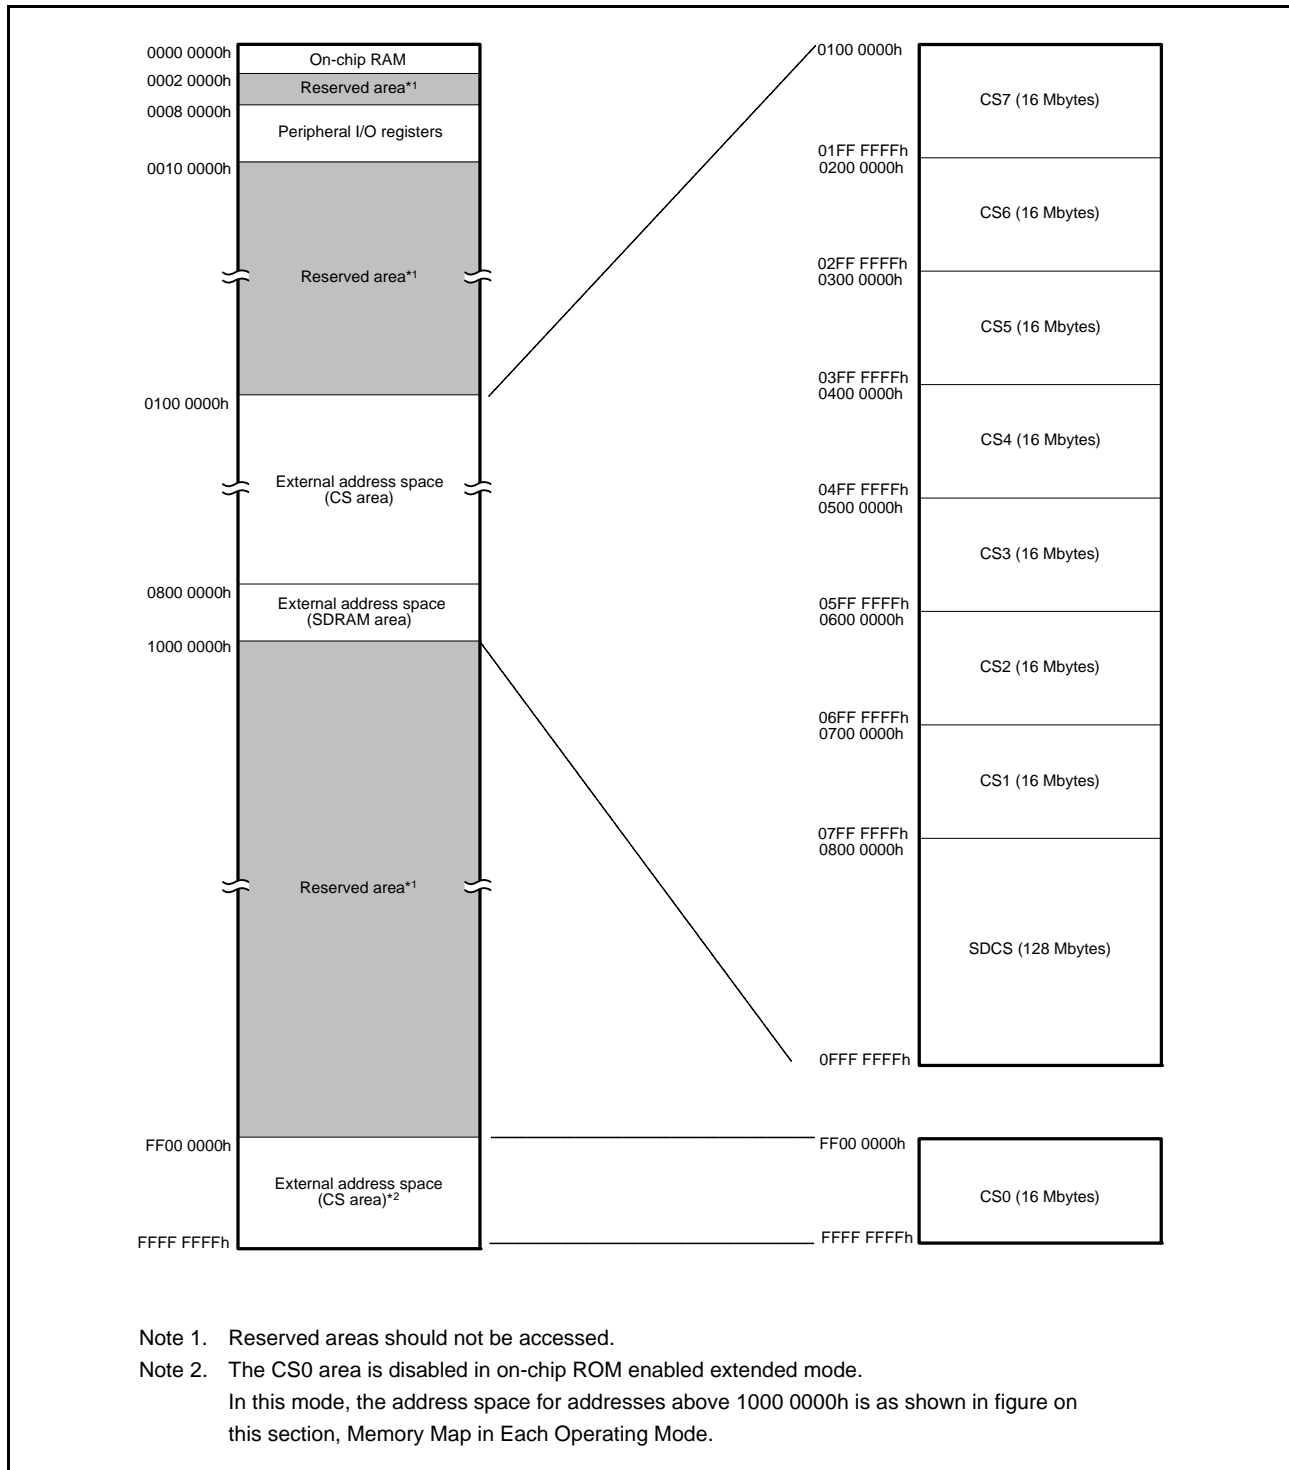 0000 0000h
On-chip RAM
0002 0000h
Reserved area*1
0008 0000h
Peripheral I/O registers
0010 0000h
Reserved area*1
0100 0000h
External address space
(CS area)
0800 0000h
External address space
(SDRAM area)
1000 0000h
Reserved area*1
FF00 0000h
External address space
(CS area)*2
FFFF FFFFh
0100 0000h
CS7 (16 Mbytes)
01FF FFFFh
0200 0000h
CS6 (16 Mbytes)
02FF FFFFh
0300 0000h
CS5 (16 Mbytes)
03FF FFFFh
0400 0000h
CS4 (16 Mbytes)
04FF FFFFh
0500 0000h
CS3 (16 Mbytes)
05FF FFFFh
0600 0000h
CS2 (16 Mbytes)
06FF FFFFh
0700 0000h
CS1 (16 Mbytes)
07FF FFFFh
0800 0000h
SDCS (128 Mbytes)
0FFF FFFFh
FF00 0000h
CS0 (16 Mbytes)
FFFF FFFFh
Note 1. Reserved areas should not be accessed.
Note 2. The CS0 area is disabled in on-chip ROM enabled extended mode.
In this mode, the address space for addresses above 1000 0000h is as shown in figure on
this section, Memory Map in Each Operating Mode.